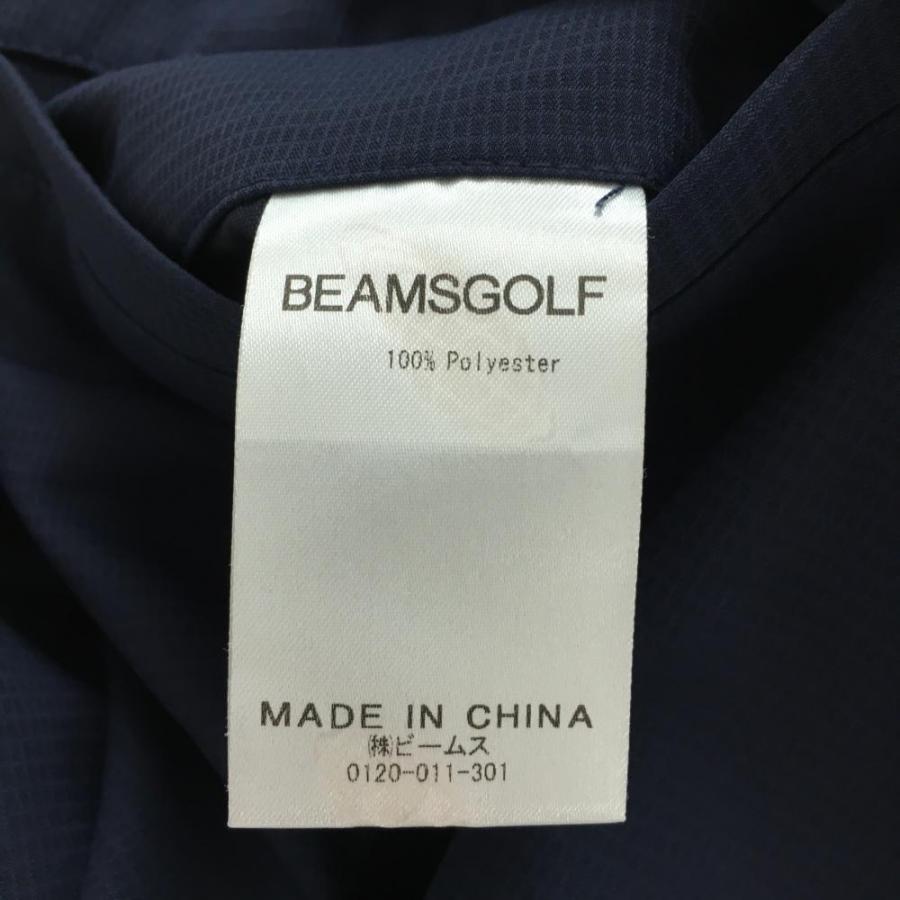 BEAMSGOLF
100% Polyester
MADE IN CHINA
㈱ビームス
0120-011-301